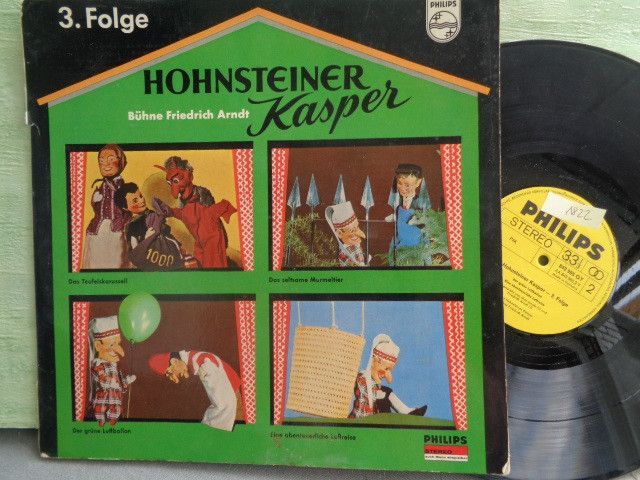 3. Folge
PHILIPS
HOHNSTEINER
Kasper
Bühne Friedrich Arndt
1000
Das Teufelskarussell
Das seltsame Murmeltier
Der grüne Luftballon
Eine abenteuerliche Luftreise
PHILIPS
STEREO
PHILIPS
STEREO
33⅓
2
Hohnsteiner Kasper - 3. Folge